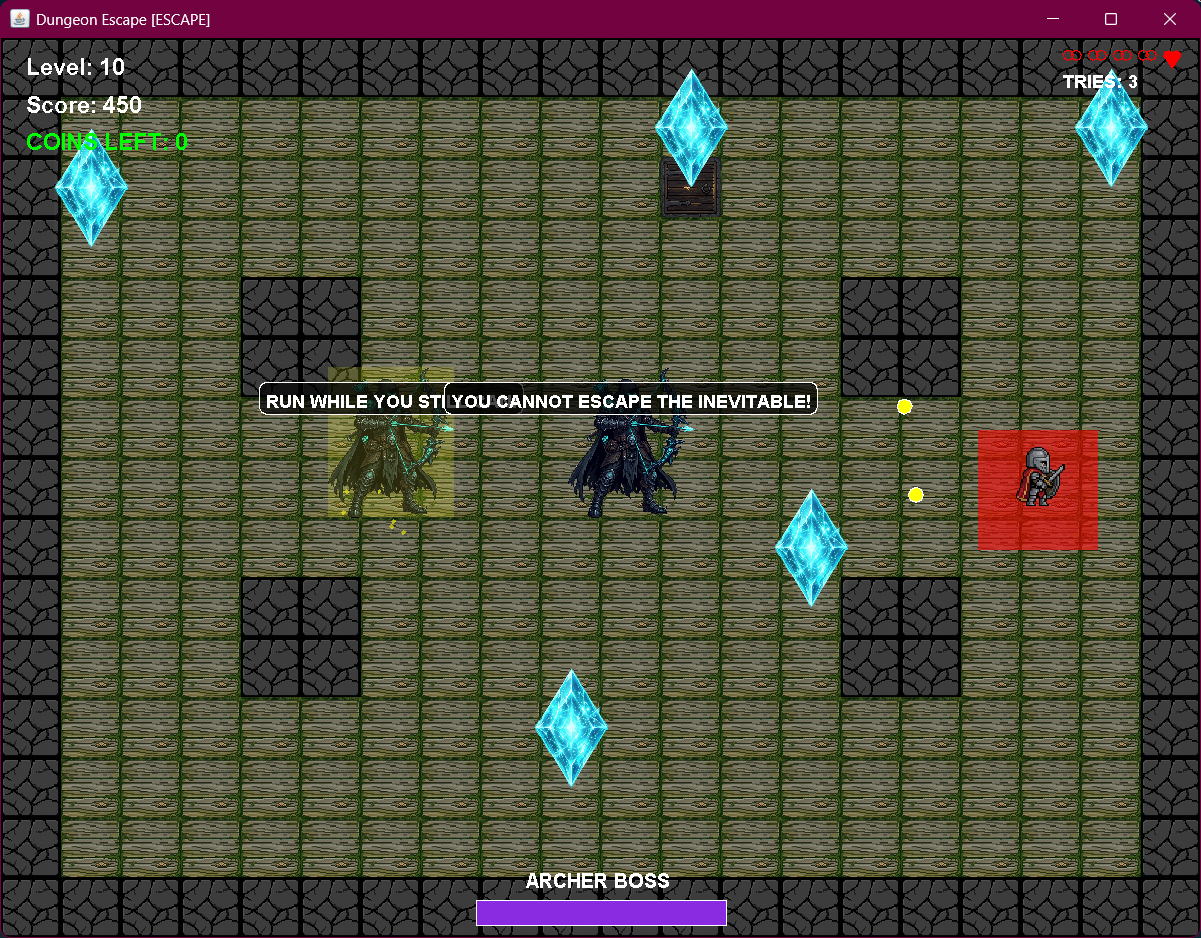 Dungeon Escape [ESCAPE]
Level: 10
TRIES: 3
Score: 450
COINS LEFT: 0
RUN WHILE YOU
YOU CANNOT ESCAPE THE INEVITABLE!
ARCHER BOSS